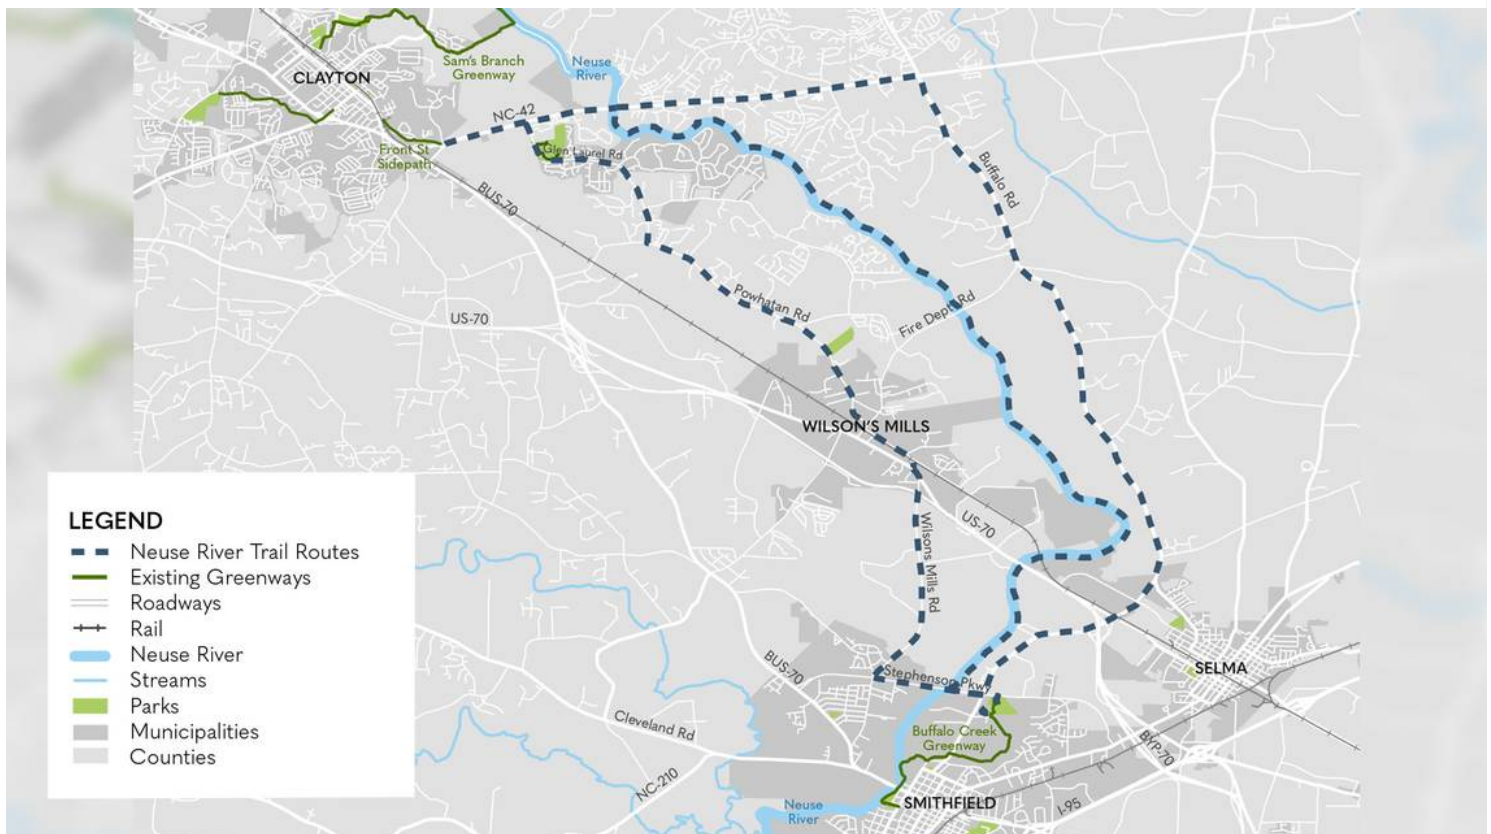 CLAYTON
Sam's Branch
Greenway
Neuse
River
NC-42
Front St
Sidepath
Glen Laurel Rd
BUS-70
Buffalo Rd
Powhatan Rd
US-70
Fire Dept Rd
WILSON'S MILLS
US-70
Wilsons Mills Rd
BUS-70
Stephenson Pkwy
SELMA
Cleveland Rd
Buffalo Creek
Greenway
BYP-70
NC-210
Neuse
River
SMITHFIELD
I-95
LEGEND
Neuse River Trail Routes
Existing Greenways
Roadways
Rail
Neuse River
Streams
Parks
Municipalities
Counties